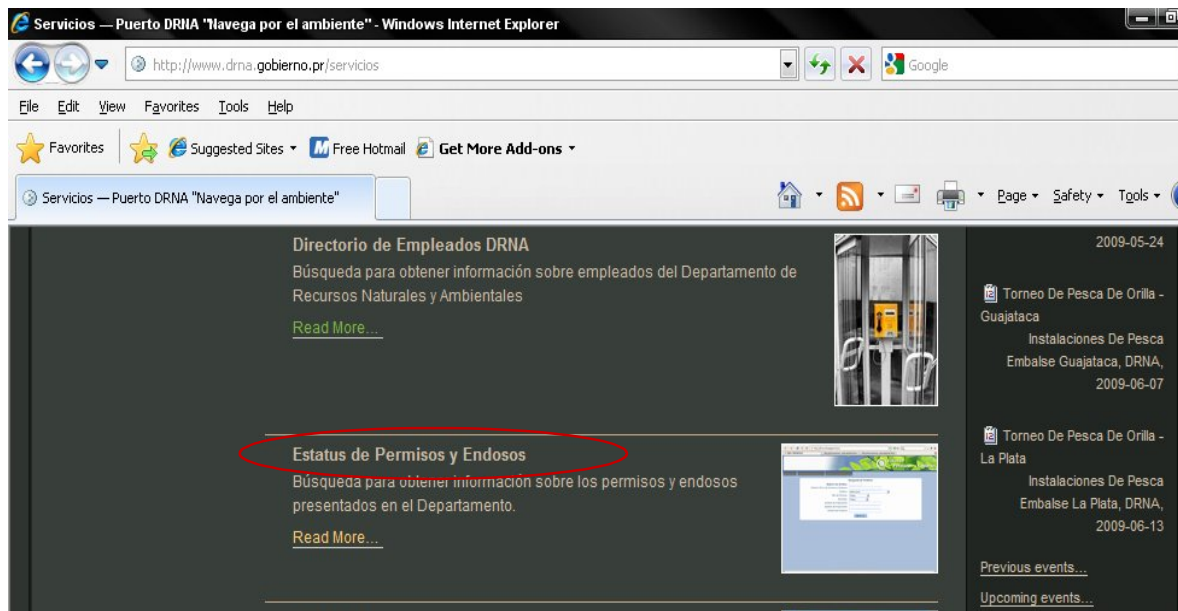 Servicios — Puerto DRNA "Navega por el ambiente" - Windows Internet Explorer
http://www.drna.gobierno.pr/servicios
Google
File Edit View Favorites Tools Help
Favorites Suggested Sites Free Hotmail Get More Add-ons
Servicios — Puerto DRNA "Navega por el ambiente"
Page Safety Tools
Directorio de Empleados DRNA
Búsqueda para obtener información sobre empleados del Departamento de
Recursos Naturales y Ambientales
Read More...
Estatus de Permisos y Endosos
Búsqueda para obtener información sobre los permisos y endosos
presentados en el Departamento.
Read More...
2009-05-24
Torneo De Pesca De Orilla -
Guajataca
Instalaciones De Pesca
Embalse Guajataca, DRNA,
2009-06-07
Torneo De Pesca De Orilla -
La Plata
Instalaciones De Pesca
Embalse La Plata, DRNA,
2009-06-13
Previous events...
Upcoming events...